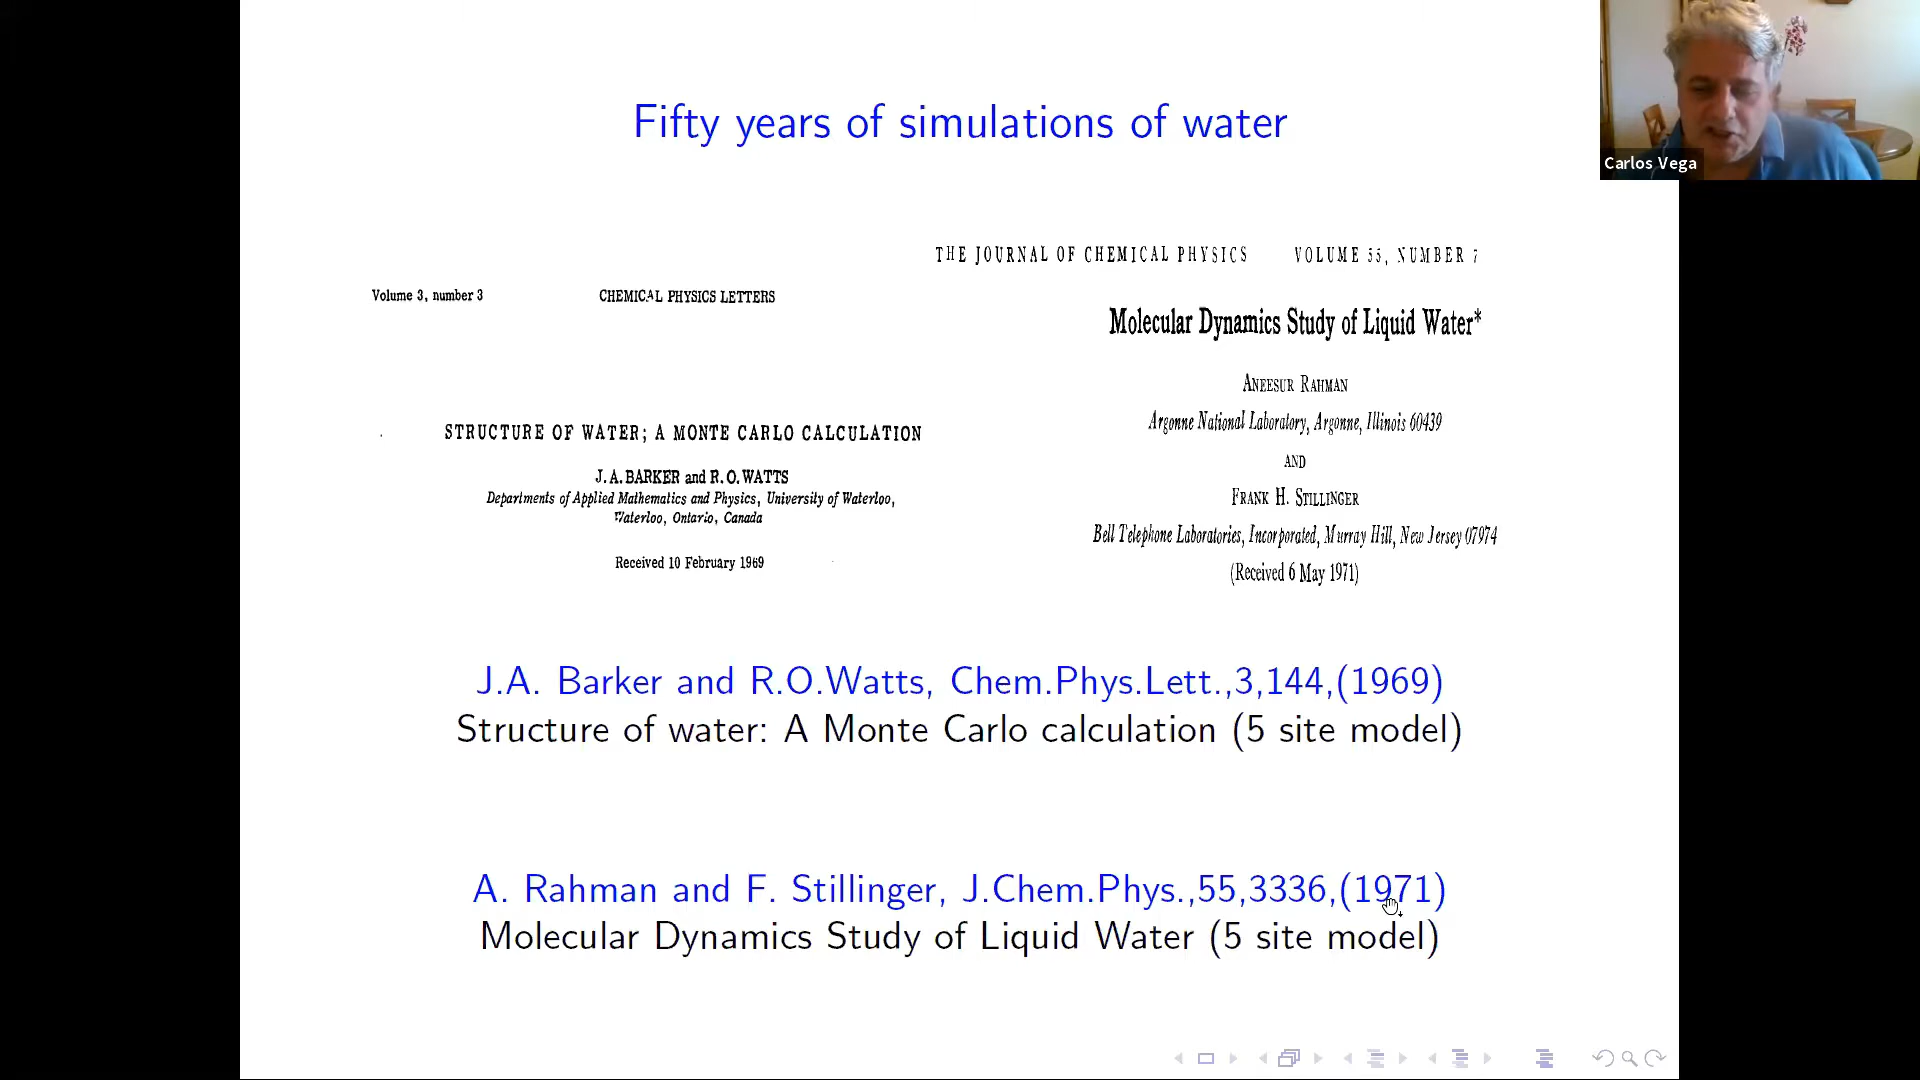 Fifty years of simulations of water
Carlos Vega
Volume 3, number 3 CHEMICAL PHYSICS LETTERS
STRUCTURE OF WATER; A MONTE CARLO CALCULATION
J.A. BARKER and R.O. WATTS
Departments of Applied Mathematics and Physics, University of Waterloo,
Waterloo, Ontario, Canada
Received 10 February 1969
THE JOURNAL OF CHEMICAL PHYSICS VOLUME 55, NUMBER 7
Molecular Dynamics Study of Liquid Water*
ANEESUR RAHMAN
Argonne National Laboratory, Argonne, Illinois 60439
AND
FRANK H. STILLINGER
Bell Telephone Laboratories, Incorporated, Murray Hill, New Jersey 07974
(Received 6 May 1971)
J.A. Barker and R.O.Watts, Chem.Phys.Lett.,3,144,(1969)
Structure of water: A Monte Carlo calculation (5 site model)
A. Rahman and F. Stillinger, J.Chem.Phys.,55,3336,(1971)
Molecular Dynamics Study of Liquid Water (5 site model)